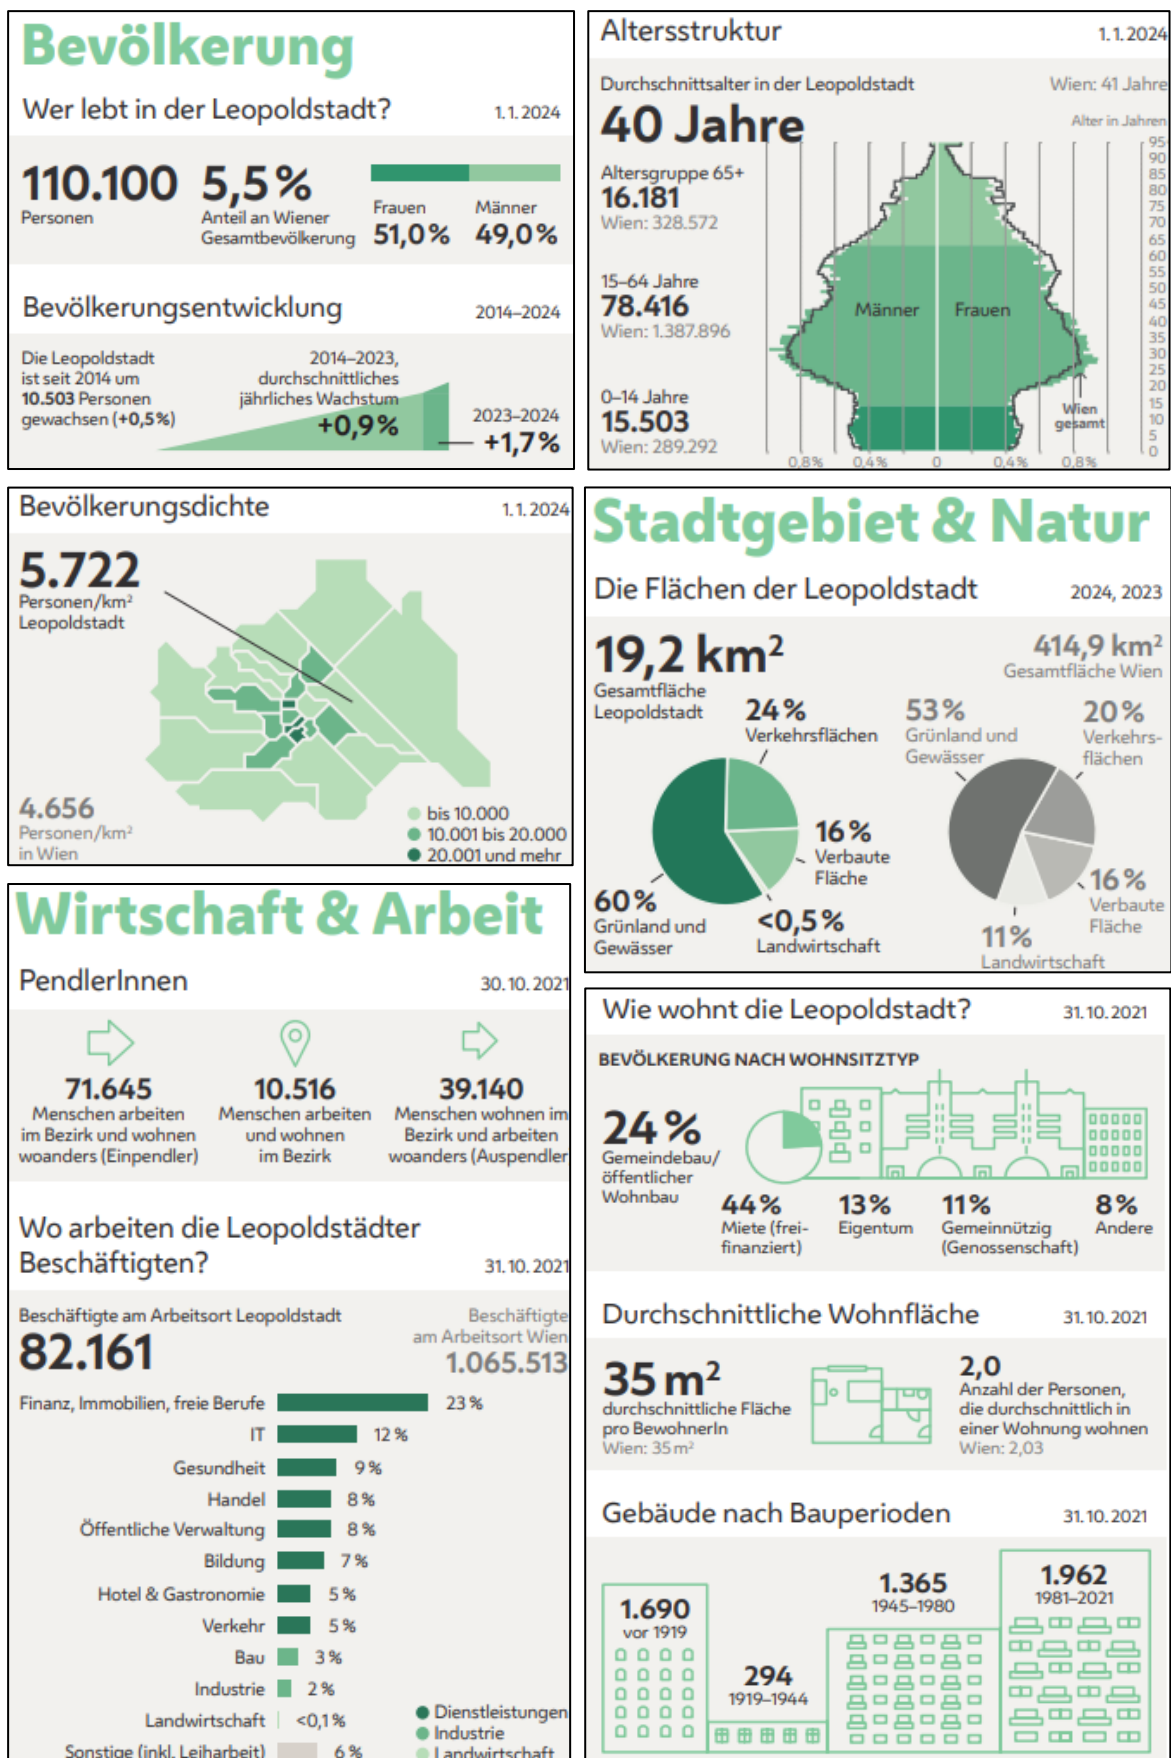 Bevölkerung
Wer lebt in der Leopoldstadt?
1.1.2024
110.100
Personen
5,5 %
Anteil an Wiener
Gesamtbevölkerung
Frauen
51,0 %
Männer
49,0 %
Bevölkerungsentwicklung
2014–2024
Die Leopoldstadt
ist seit 2014 um
10.503 Personen
gewachsen (+0,5%)
2014–2023,
durchschnittliches
jährliches Wachstum
+0,9 %
2023–2024
+1,7 %
Altersstruktur
1.1.2024
Durchschnittsalter in der Leopoldstadt
Wien: 41 Jahre
40 Jahre
Alter in Jahren
Altersgruppe 65+
16.181
Wien: 328.572
15–64 Jahre
78.416
Wien: 1.387.896
0–14 Jahre
15.503
Wien: 289.292
Männer
Frauen
Wien
gesamt
95
90
85
80
75
70
65
60
55
50
45
40
35
30
25
20
15
10
5
0
0,8% 0,4% 0 0,4% 0,8%
Bevölkerungsdichte
1.1.2024
5.722
Personen/km²
Leopoldstadt
4.656
Personen/km²
in Wien
bis 10.000
10.001 bis 20.000
20.001 und mehr
Stadtgebiet & Natur
Die Flächen der Leopoldstadt
2024, 2023
19,2 km²
Gesamtfläche
Leopoldstadt
414,9 km²
Gesamtfläche Wien
24 %
Verkehrsflächen
16 %
Verbaute
Fläche
<0,5 %
Landwirtschaft
60 %
Grünland und
Gewässer
53 %
Grünland und
Gewässer
20 %
Verkehrs-
flächen
16 %
Verbaute
Fläche
11 %
Landwirtschaft
Wirtschaft & Arbeit
PendlerInnen
30.10.2021
71.645
Menschen arbeiten
im Bezirk und wohnen
woanders (Einpendler)
10.516
Menschen arbeiten
und wohnen
im Bezirk
39.140
Menschen wohnen im
Bezirk und arbeiten
woanders (Auspendler
Wo arbeiten die Leopoldstädter
Beschäftigten?
31.10.2021
Beschäftigte am Arbeitsort Leopoldstadt
82.161
Beschäftigte
am Arbeitsort Wien
1.065.513
Finanz, Immobilien, freie Berufe 23 %
IT 12 %
Gesundheit 9 %
Handel 8 %
Öffentliche Verwaltung 8 %
Bildung 7 %
Hotel & Gastronomie 5 %
Verkehr 5 %
Bau 3 %
Industrie 2 %
Landwirtschaft <0,1 %
Sonstige (inkl. Leiharbeit) 6 %
Dienstleistungen
Industrie
Landwirtschaft
Wie wohnt die Leopoldstadt?
31.10.2021
BEVÖLKERUNG NACH WOHNSITZTYP
24 %
Gemeindebau/
öffentlicher
Wohnbau
44 %
Miete (frei-
finanziert)
13 %
Eigentum
11 %
Gemeinnützig
(Genossenschaft)
8 %
Andere
Durchschnittliche Wohnfläche
31.10.2021
35 m²
durchschnittliche Fläche
pro BewohnerIn
Wien: 35 m²
2,0
Anzahl der Personen,
die durchschnittlich in
einer Wohnung wohnen
Wien: 2,03
Gebäude nach Bauperioden
31.10.2021
1.690
vor 1919
294
1919–1944
1.365
1945–1980
1.962
1981–2021